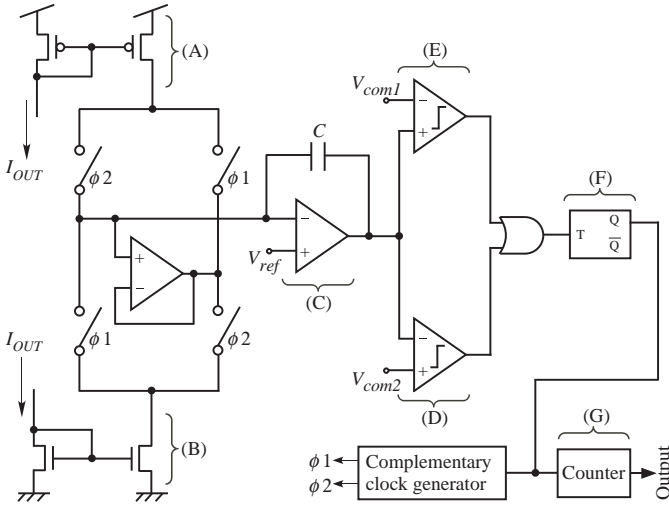 (A)
I_OUT
ϕ2
ϕ1
C
−
+
V_ref
(C)
+
−
ϕ1
ϕ2
I_OUT
(B)
(E)
V_com1
−
+
−
+
V_com2
(D)
(F)
T
Q
Q̅
ϕ1
ϕ2
Complementary
clock generator
(G)
Counter
Output